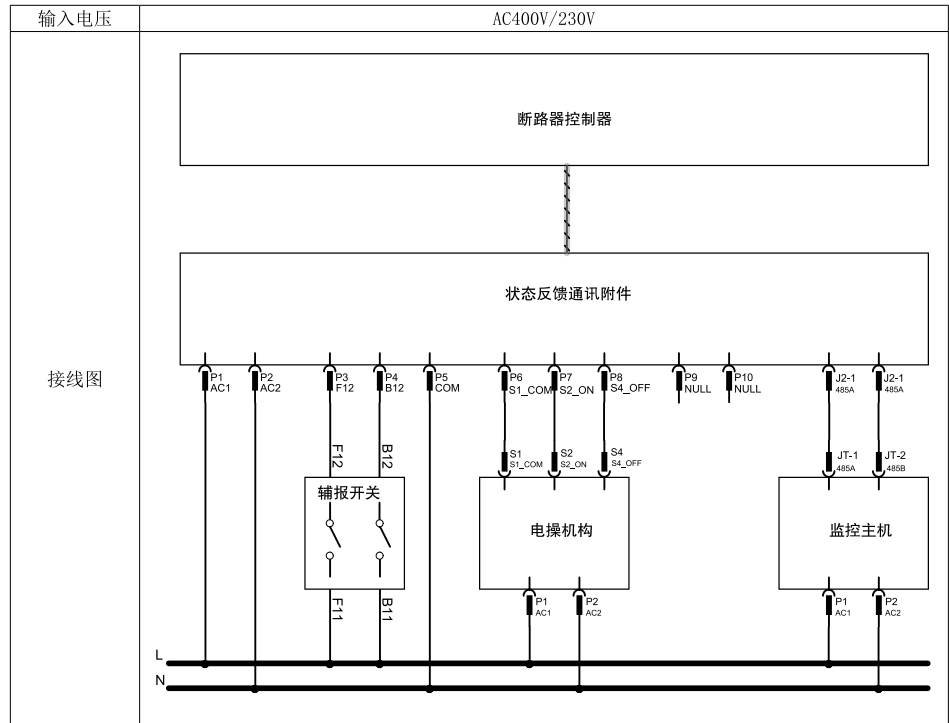 输入电压 AC400V/230V
接线图
断路器控制器
状态反馈通讯附件
P1 P2 P3 P4 P5 P6 P7 P8 P9 P10 J2-1 J2-1
AC1 AC2 F12 B12 COM S1_COM S2_ON S4_OFF NULL NULL 485A 485A
F12 B12
S1 S2 S4 JT-1 JT-2
S1_COM S2_ON S4_OFF 485A 485B
辅报开关
电操机构 监控主机
F11 B11
P1 P2 P1 P2
AC1 AC2 AC1 AC2
L
N